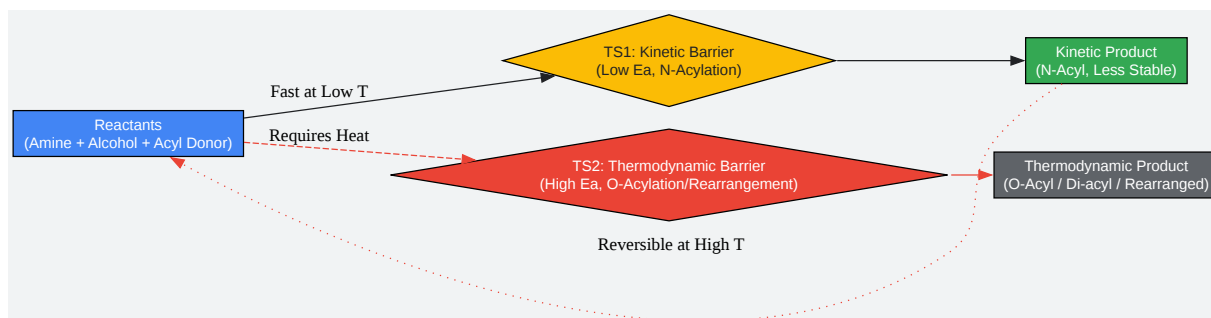 TS1: Kinetic Barrier
(Low Ea, N-Acylation)
Kinetic Product
(N-Acyl, Less Stable)
Fast at Low T
Reactants
(Amine + Alcohol + Acyl Donor)
Requires Heat
TS2: Thermodynamic Barrier
(High Ea, O-Acylation/Rearrangement)
Thermodynamic Product
(O-Acyl / Di-acyl / Rearranged)
Reversible at High T